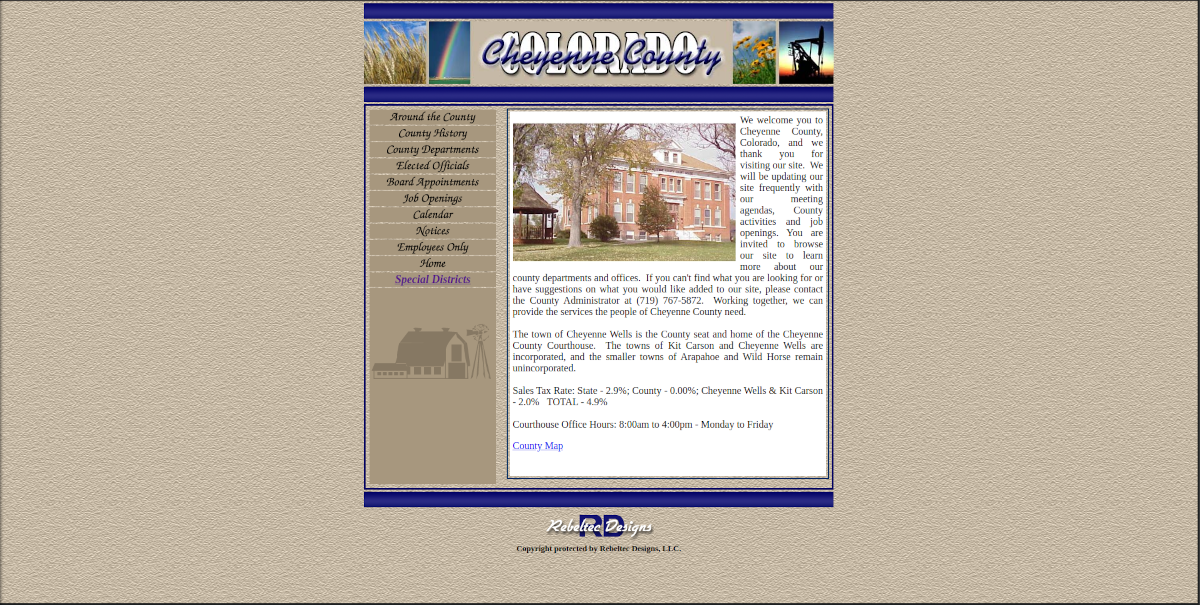 COLORADO
Cheyenne County
Around the County
County History
County Departments
Elected Officials
Board Appointments
Job Openings
Calendar
Notices
Employees Only
Home
Special Districts
We welcome you to
Cheyenne County,
Colorado, and we
thank you for
visiting our site. We
will be updating our
site frequently with
our meeting
agendas, County
activities and job
openings. You are
invited to browse
our site to learn
more about our
county departments and offices. If you can't find what you are looking for or
have suggestions on what you would like added to our site, please contact
the County Administrator at (719) 767-5872. Working together, we can
provide the services the people of Cheyenne County need.
The town of Cheyenne Wells is the County seat and home of the Cheyenne
County Courthouse. The towns of Kit Carson and Cheyenne Wells are
incorporated, and the smaller towns of Arapahoe and Wild Horse remain
unincorporated.
Sales Tax Rate: State - 2.9%; County - 0.00%; Cheyenne Wells & Kit Carson
- 2.0% TOTAL - 4.9%
Courthouse Office Hours: 8:00am to 4:00pm - Monday to Friday
County Map
RD
Rebeltec Designs
Copyright protected by Rebeltec Designs, LLC.